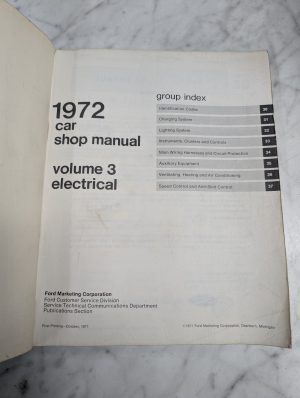 group index
1972
car
shop manual
volume 3
electrical
Identification Codes 30
Charging System 31
Lighting System 32
Instruments, Clusters and Controls 33
Main Wiring Harnesses and Circuit Protection 34
Auxiliary Equipment 35
Ventilating, Heating and Air Conditioning 36
Speed Control and Anti-Skid Control 37
Ford Marketing Corporation
Ford Customer Service Division
Service Technical Communications Department
Publications Section
First Printing—October, 1971
©1971 Ford Marketing Corporation, Dearborn, Michigan